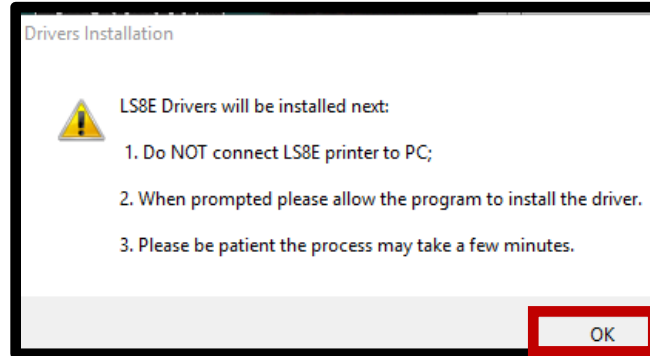 Drivers Installation
LS8E Drivers will be installed next:
1. Do NOT connect LS8E printer to PC;
2. When prompted please allow the program to install the driver.
3. Please be patient the process may take a few minutes.
OK